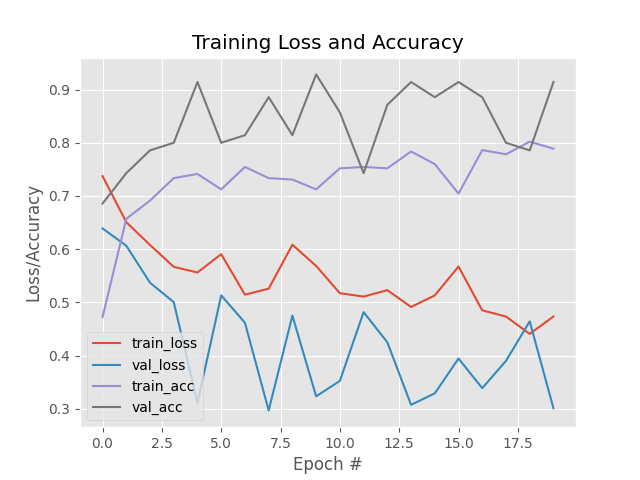 Training Loss and Accuracy
Loss/Accuracy
0.9
0.8
0.7
0.6
0.5
0.4
0.3
train_loss
val_loss
train_acc
val_acc
0.0 2.5 5.0 7.5 10.0 12.5 15.0 17.5
Epoch #